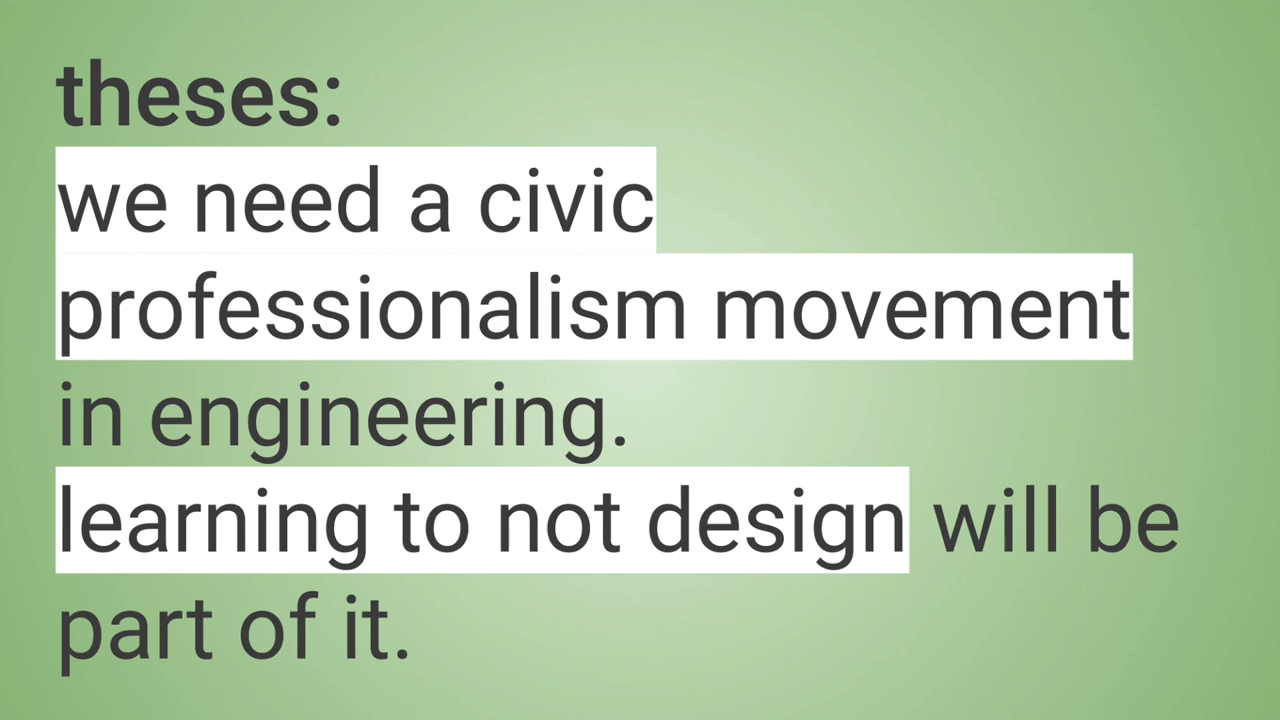 theses:
we need a civic
professionalism movement
in engineering.
learning to not design will be
part of it.